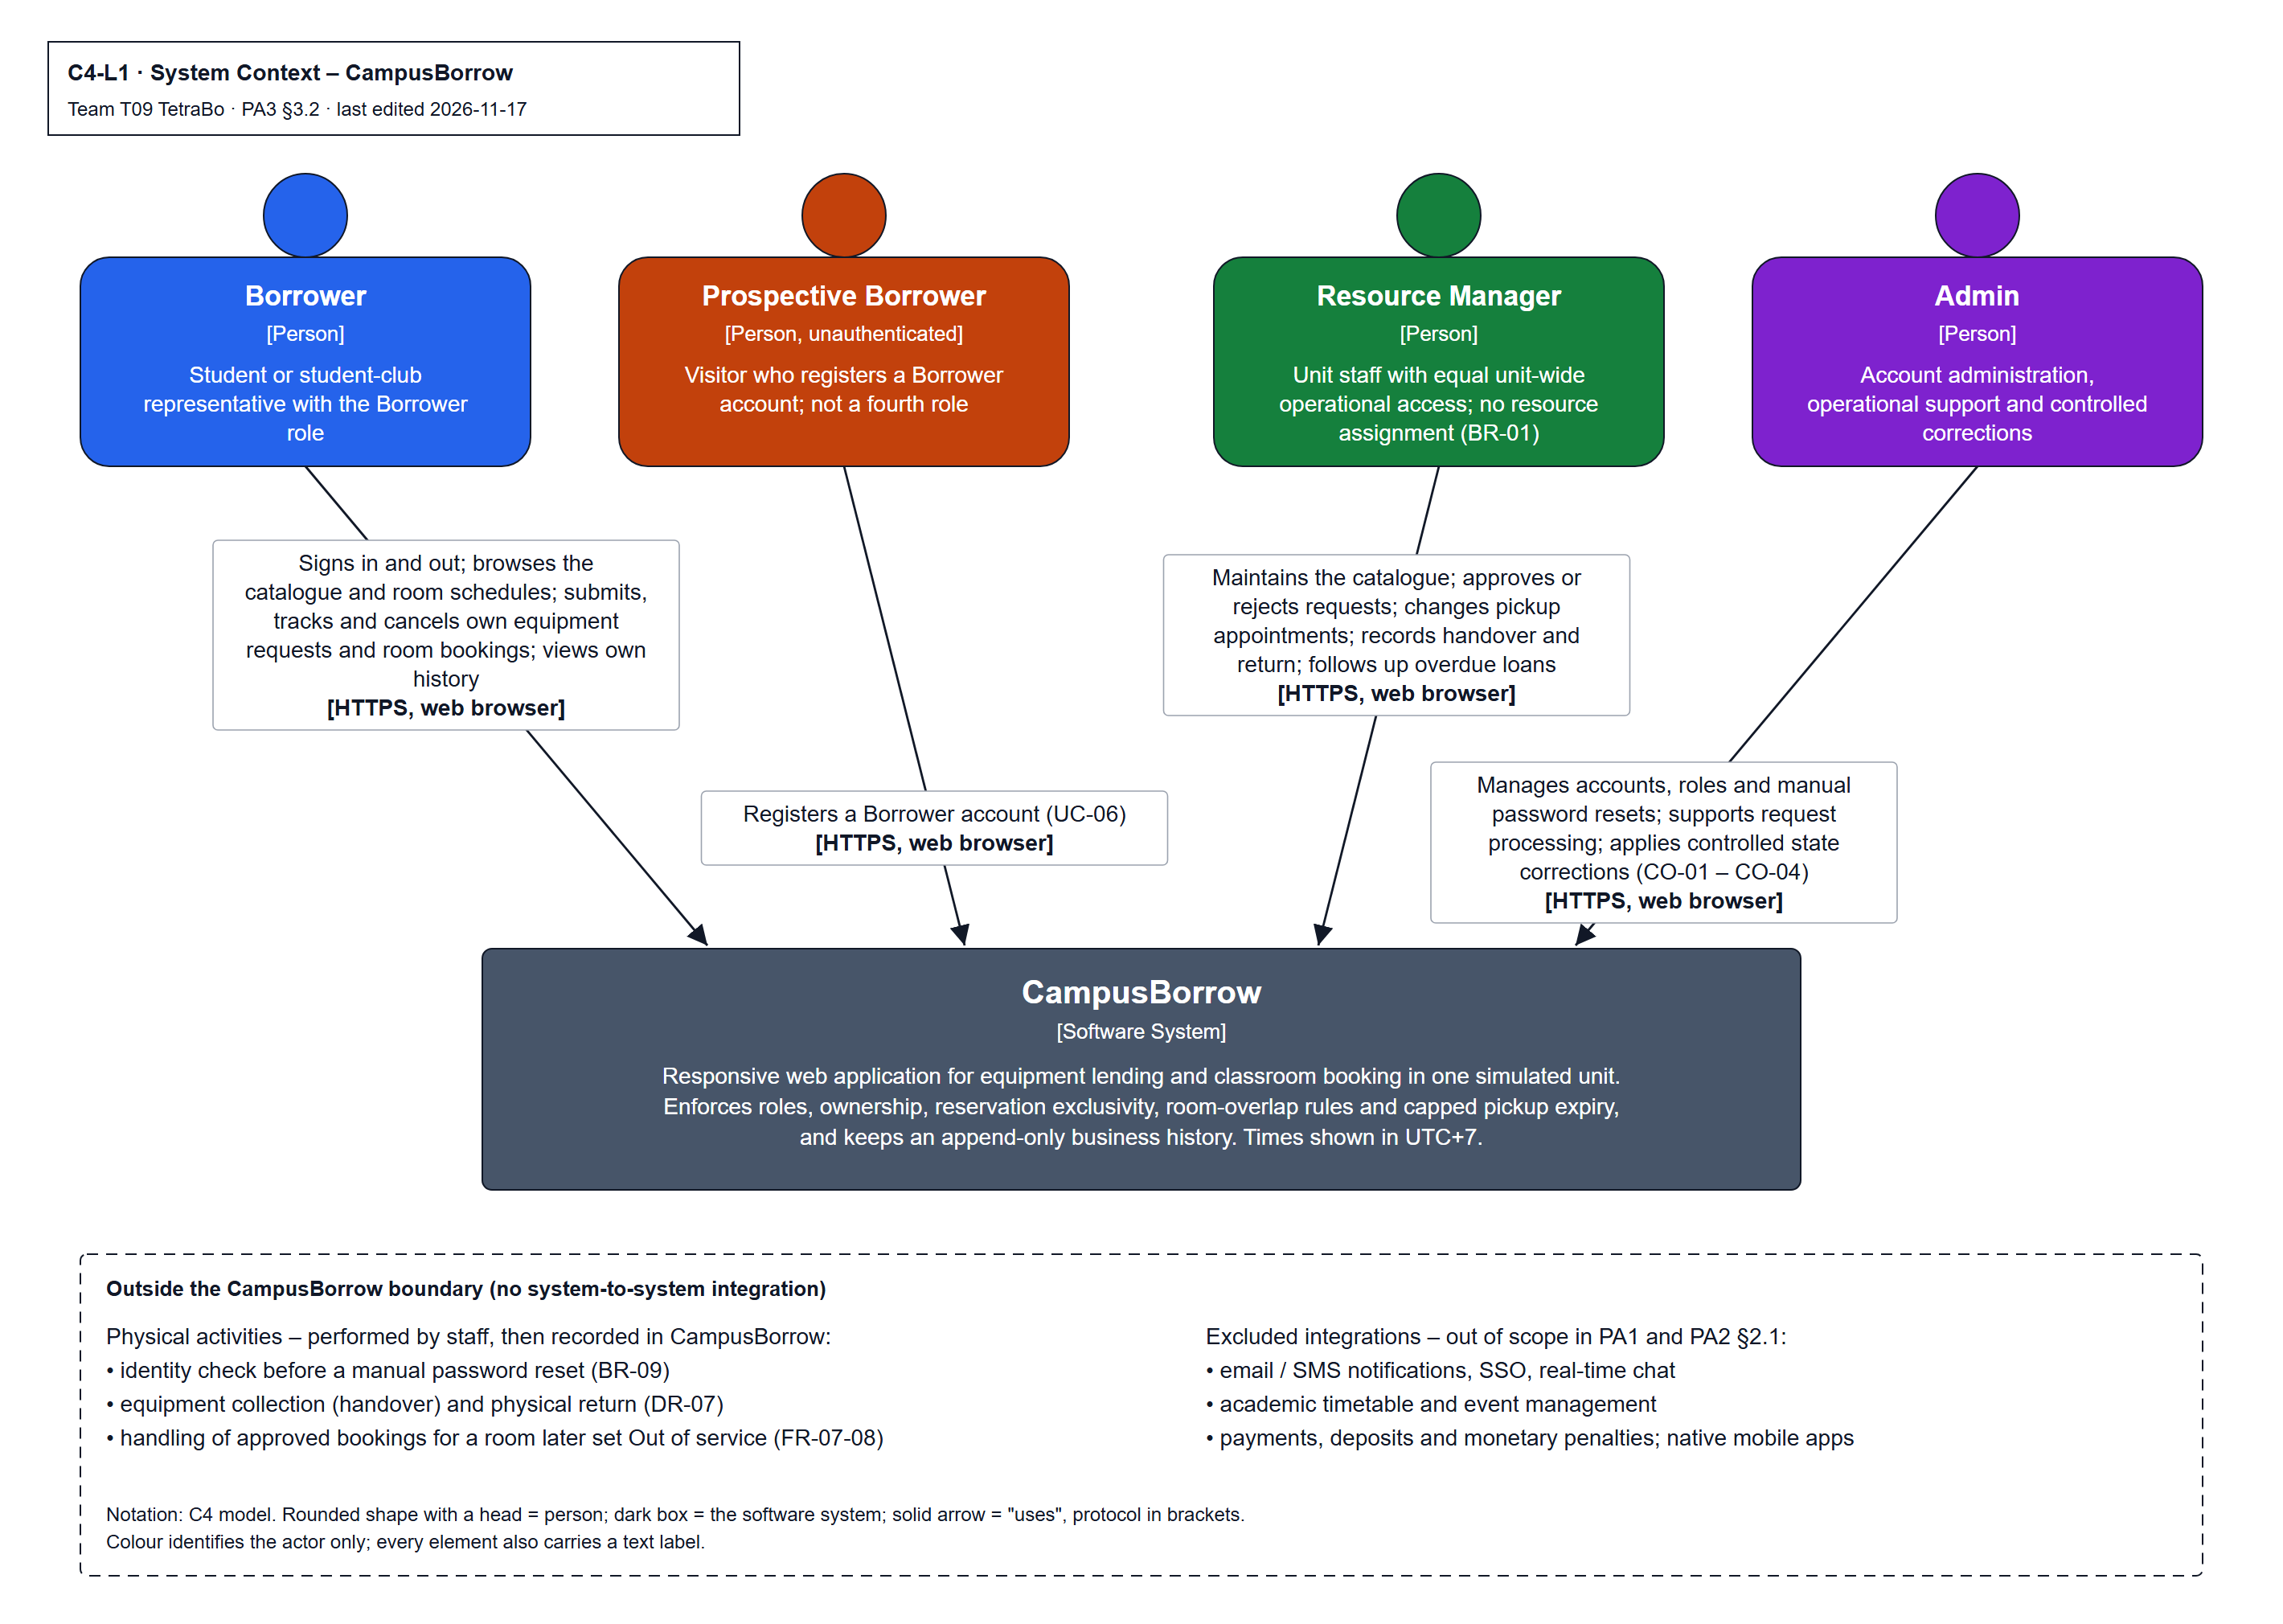 C4-L1 · System Context – CampusBorrow
Team T09 TetraBo · PA3 §3.2 · last edited 2026-11-17
Borrower
[Person]
Student or student-club
representative with the Borrower
role
Prospective Borrower
[Person, unauthenticated]
Visitor who registers a Borrower
account; not a fourth role
Resource Manager
[Person]
Unit staff with equal unit-wide
operational access; no resource
assignment (BR-01)
Admin
[Person]
Account administration,
operational support and controlled
corrections
Signs in and out; browses the
catalogue and room schedules; submits,
tracks and cancels own equipment
requests and room bookings; views own
history
[HTTPS, web browser]
Registers a Borrower account (UC-06)
[HTTPS, web browser]
Maintains the catalogue; approves or
rejects requests; changes pickup
appointments; records handover and
return; follows up overdue loans
[HTTPS, web browser]
Manages accounts, roles and manual
password resets; supports request
processing; applies controlled state
corrections (CO-01 – CO-04)
[HTTPS, web browser]
CampusBorrow
[Software System]
Responsive web application for equipment lending and classroom booking in one simulated unit.
Enforces roles, ownership, reservation exclusivity, room-overlap rules and capped pickup expiry,
and keeps an append-only business history. Times shown in UTC+7.
Outside the CampusBorrow boundary (no system-to-system integration)
Physical activities – performed by staff, then recorded in CampusBorrow:
• identity check before a manual password reset (BR-09)
• equipment collection (handover) and physical return (DR-07)
• handling of approved bookings for a room later set Out of service (FR-07-08)
Excluded integrations – out of scope in PA1 and PA2 §2.1:
• email / SMS notifications, SSO, real-time chat
• academic timetable and event management
• payments, deposits and monetary penalties; native mobile apps
Notation: C4 model. Rounded shape with a head = person; dark box = the software system; solid arrow = "uses", protocol in brackets.
Colour identifies the actor only; every element also carries a text label.